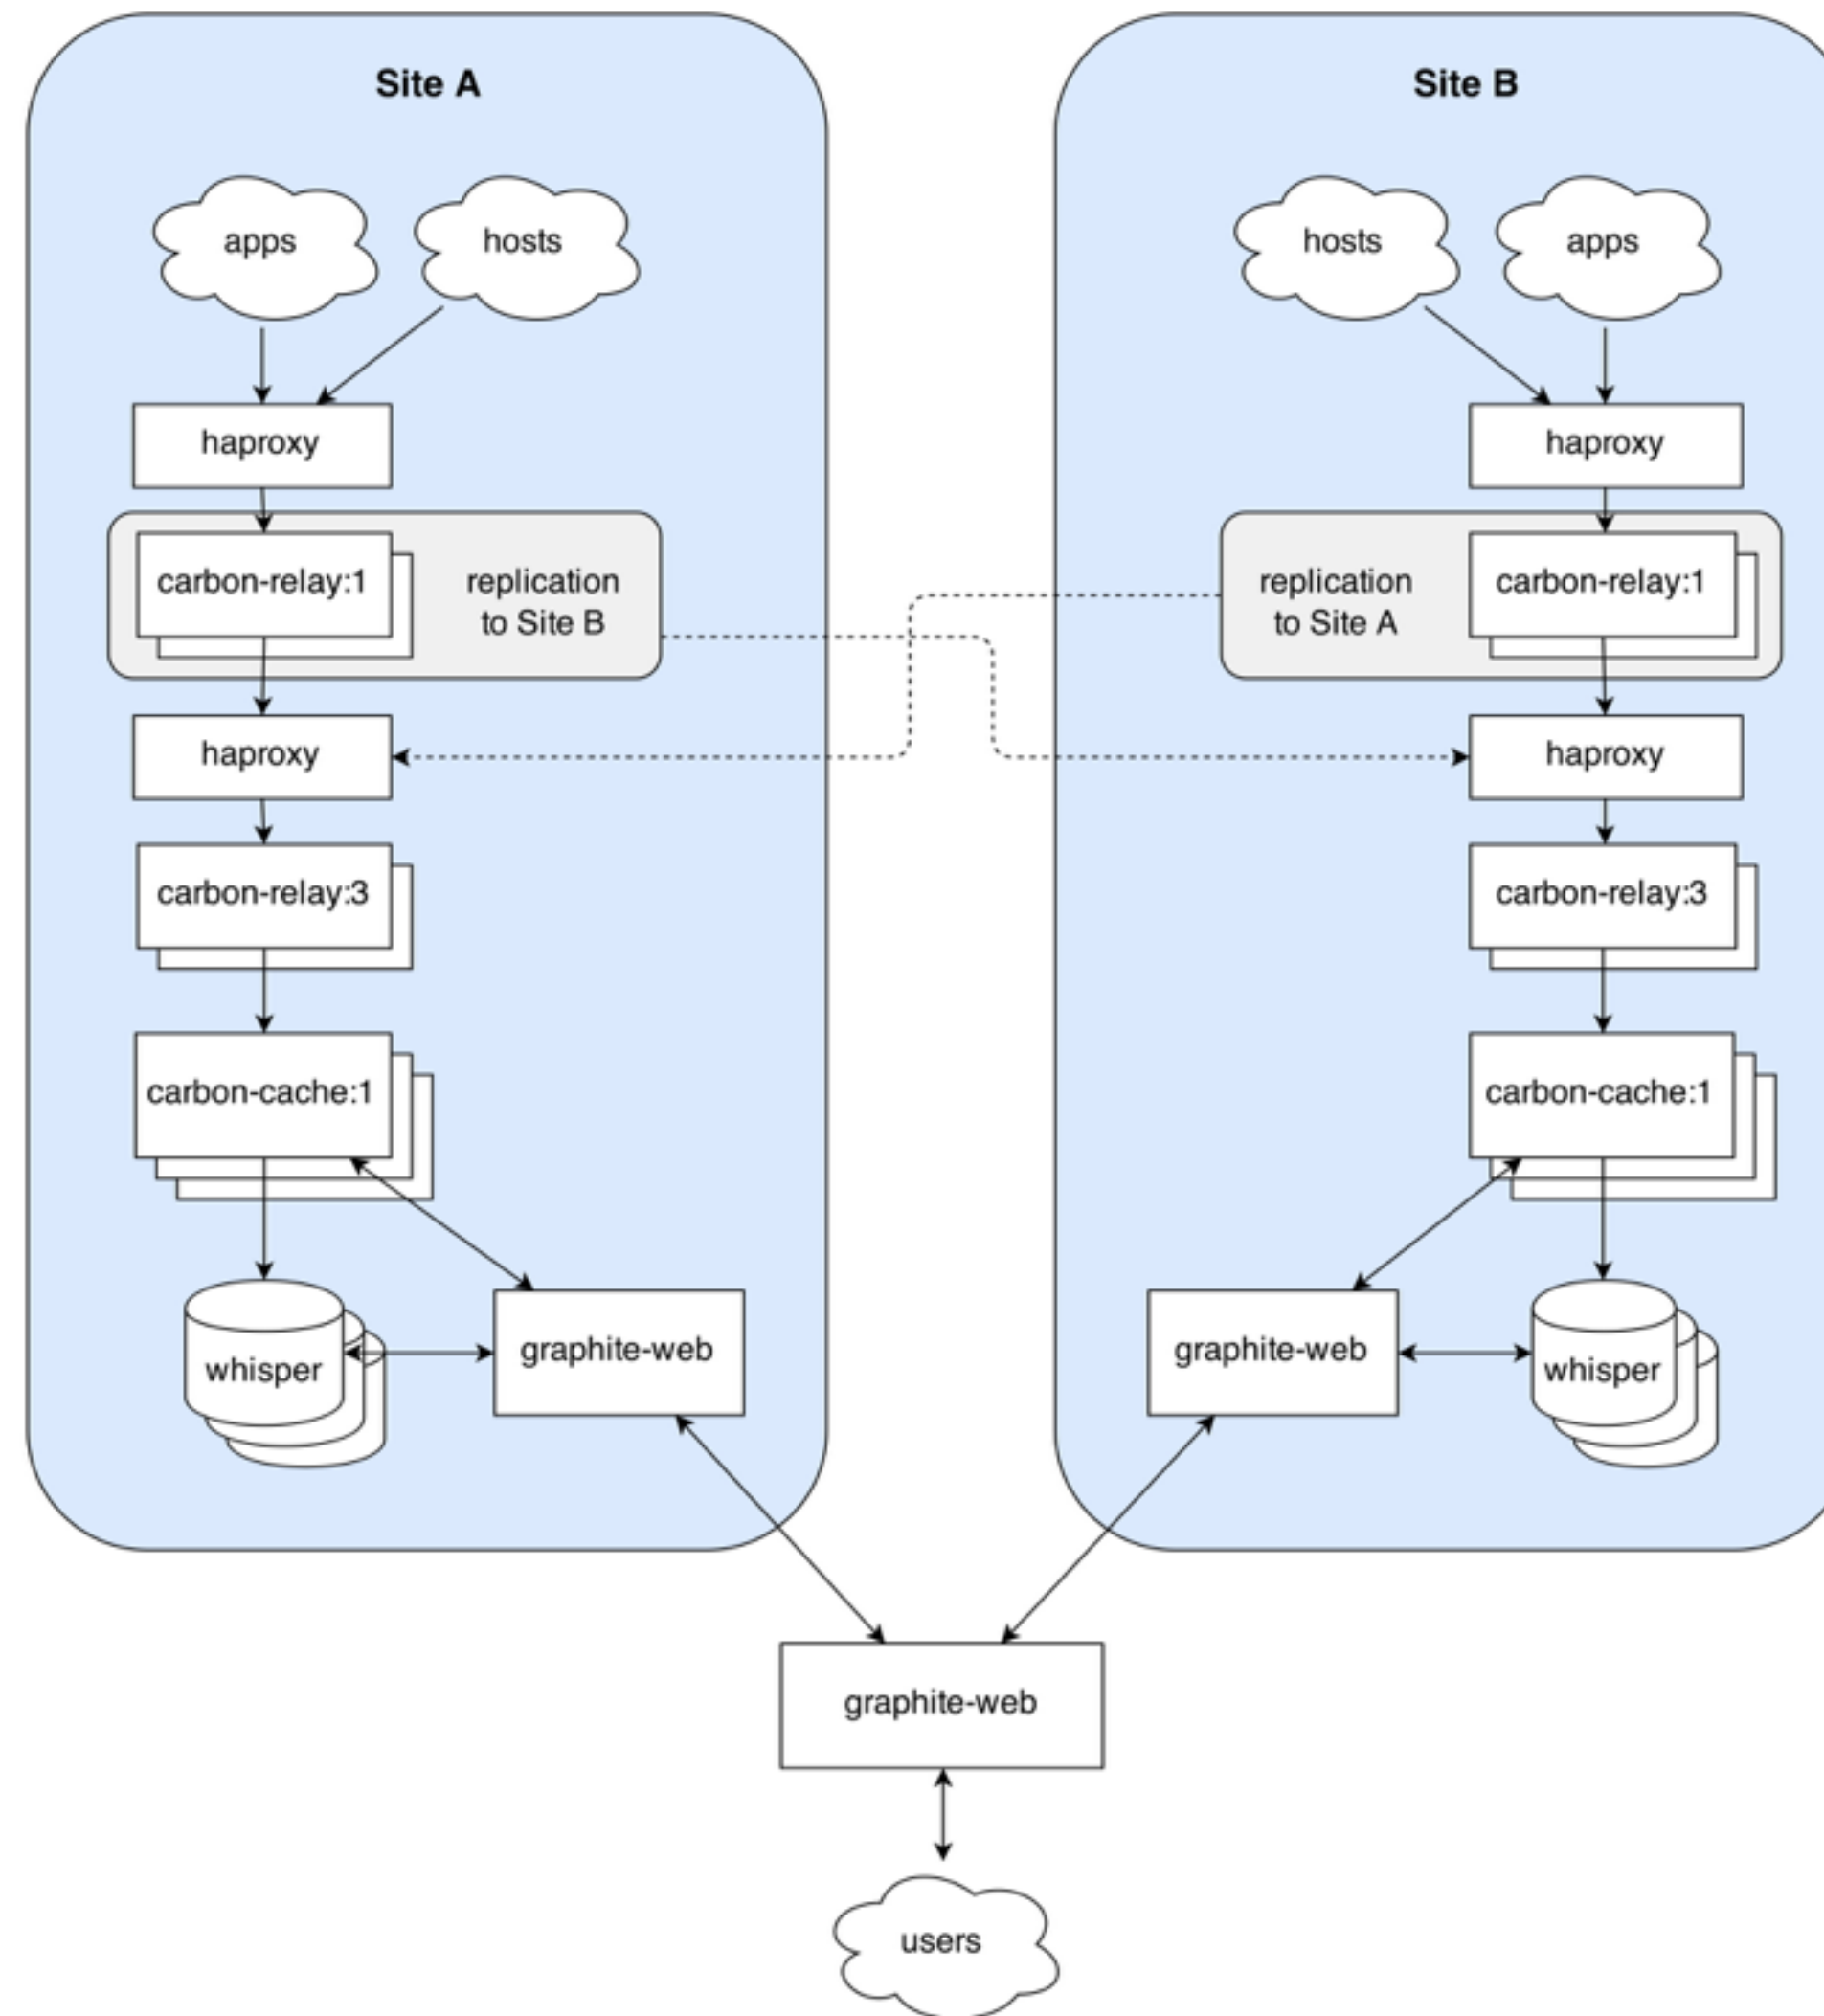 Site A
apps
hosts
haproxy
carbon-relay:1
replication
to Site B
haproxy
carbon-relay:3
carbon-cache:1
whisper
graphite-web
Site B
hosts
apps
haproxy
replication
to Site A
carbon-relay:1
haproxy
carbon-relay:3
carbon-cache:1
graphite-web
whisper
graphite-web
users